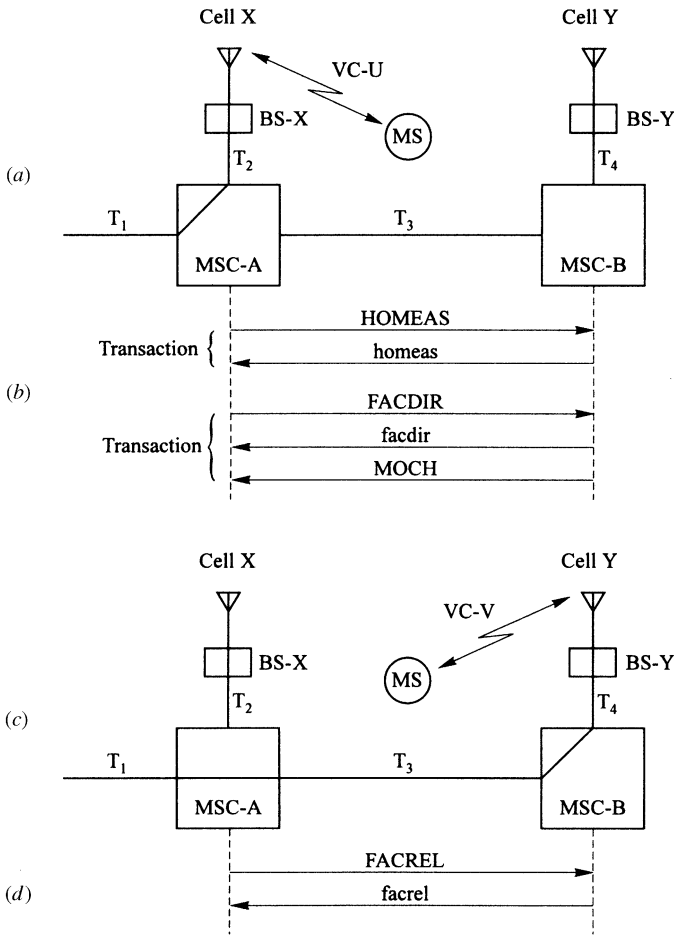 Cell X
Cell Y
VC-U
BS-X
MS
BS-Y
T2
T4
(a)
T1
T3
MSC-A
MSC-B
HOMEAS
Transaction
homeas
(b)
FACDIR
Transaction
facdir
MOCH
Cell X
Cell Y
VC-V
BS-X
MS
BS-Y
T2
T4
(c)
T1
T3
MSC-A
MSC-B
FACREL
(d)
facrel